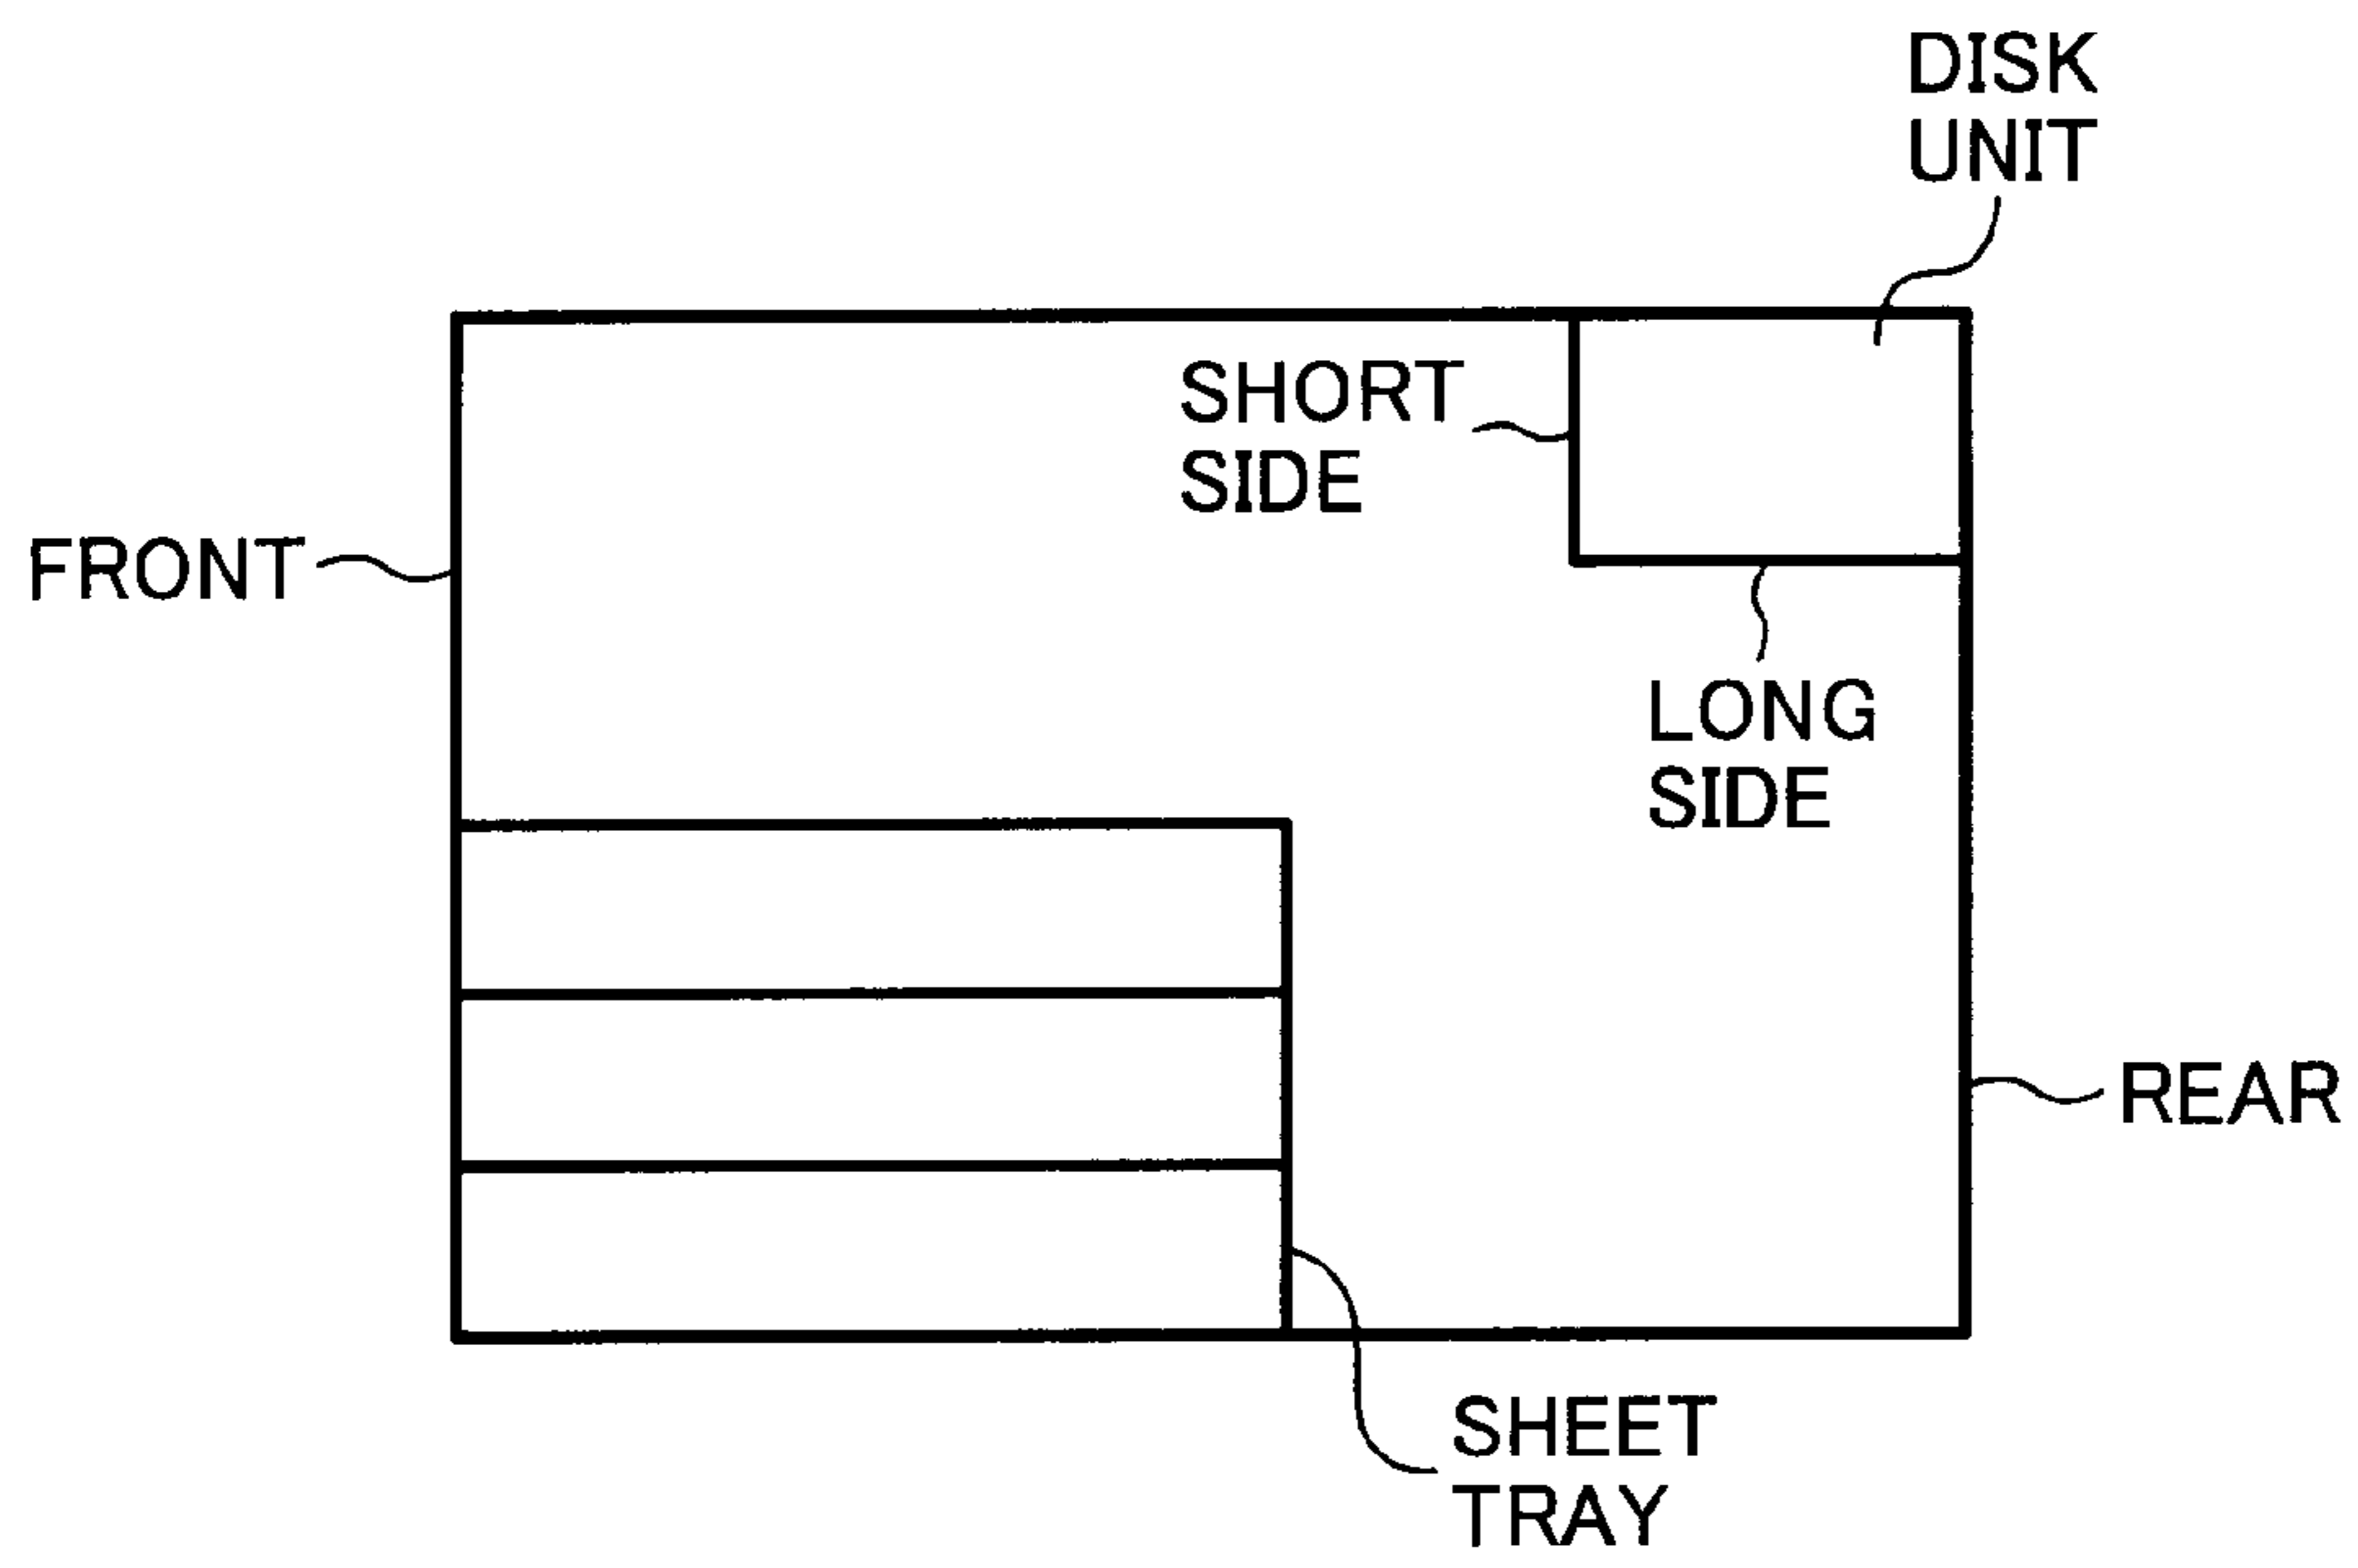 DISK
UNIT
SHORT
SIDE
FRONT
LONG
SIDE
REAR
SHEET
TRAY